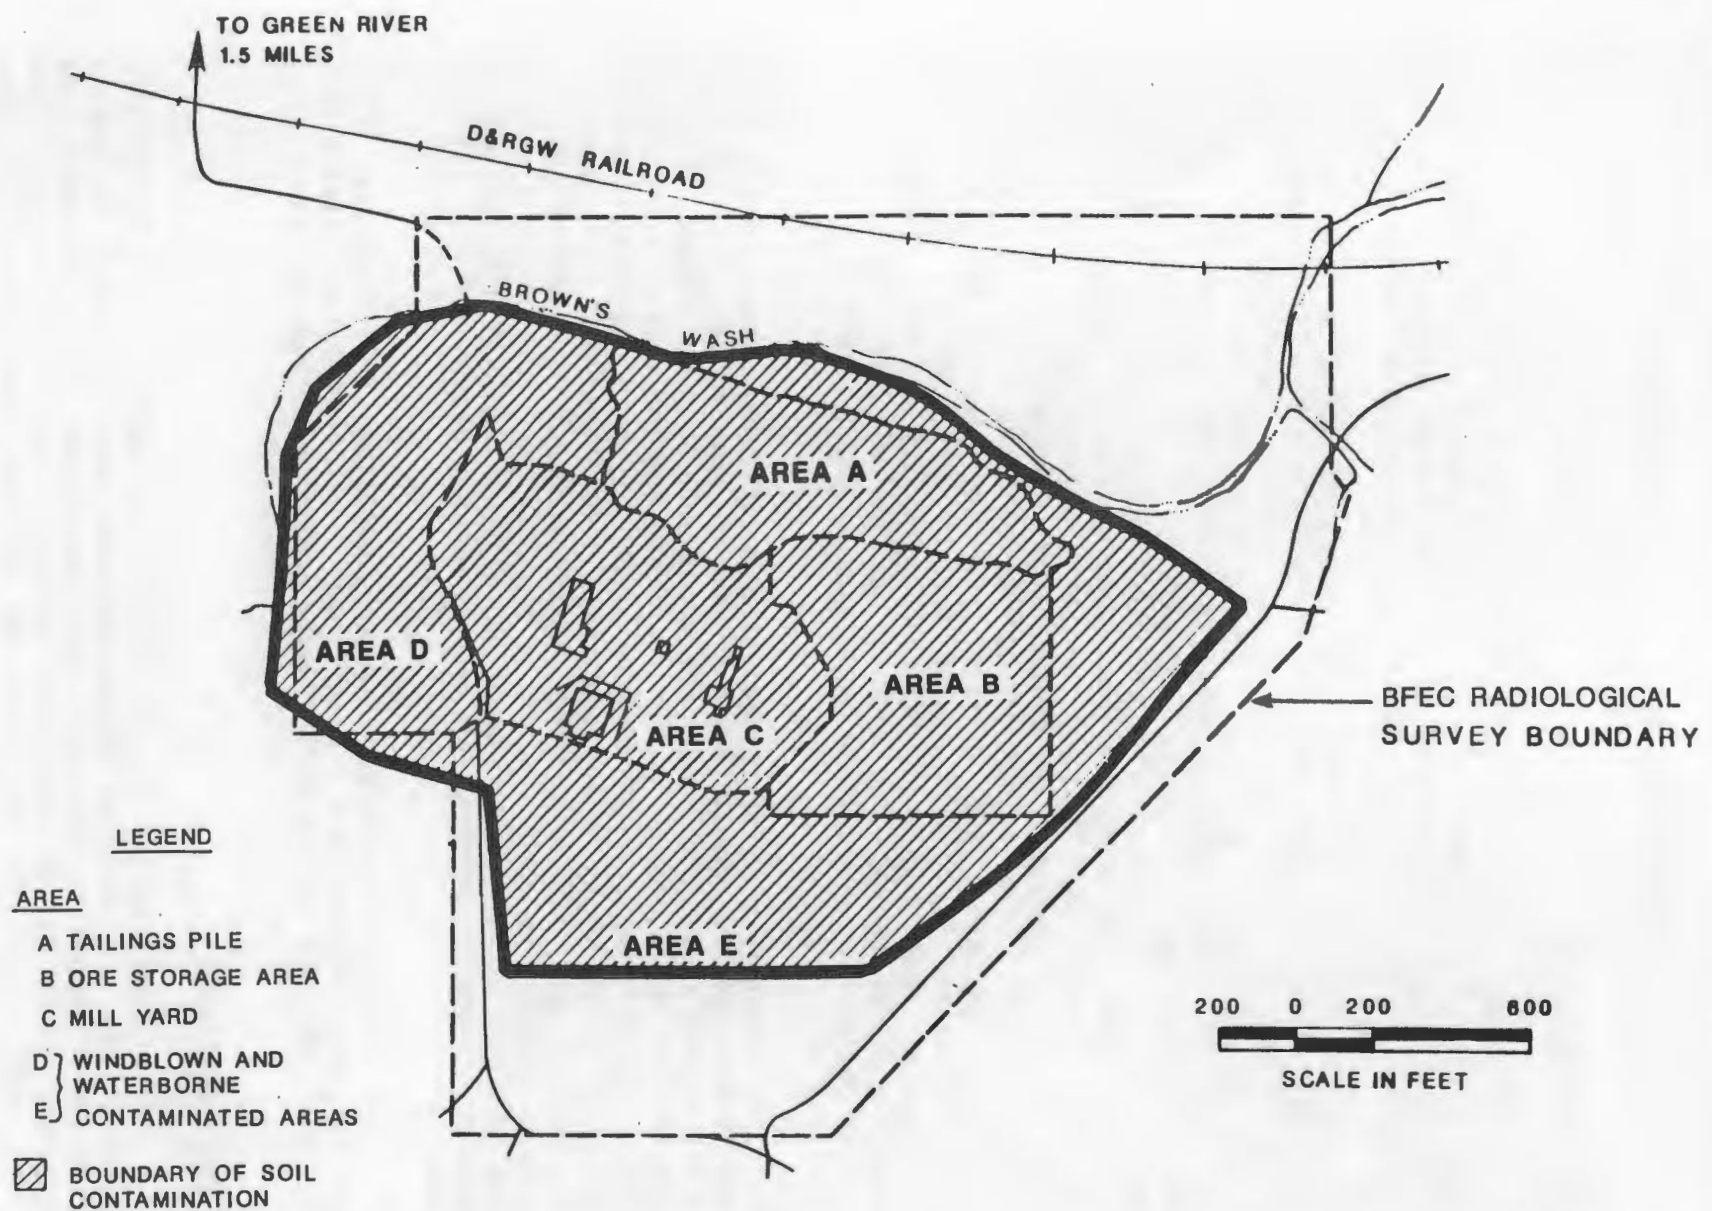 TO GREEN RIVER
1.5 MILES
D&RGW RAILROAD
BROWN'S
WASH
AREA A
AREA D
AREA B
AREA C
BFEC RADIOLOGICAL
SURVEY BOUNDARY
AREA E
LEGEND
AREA
A TAILINGS PILE
B ORE STORAGE AREA
C MILL YARD
D WINDBLOWN AND
WATERBORNE
E CONTAMINATED AREAS
BOUNDARY OF SOIL
CONTAMINATION
200 0 200 600
SCALE IN FEET